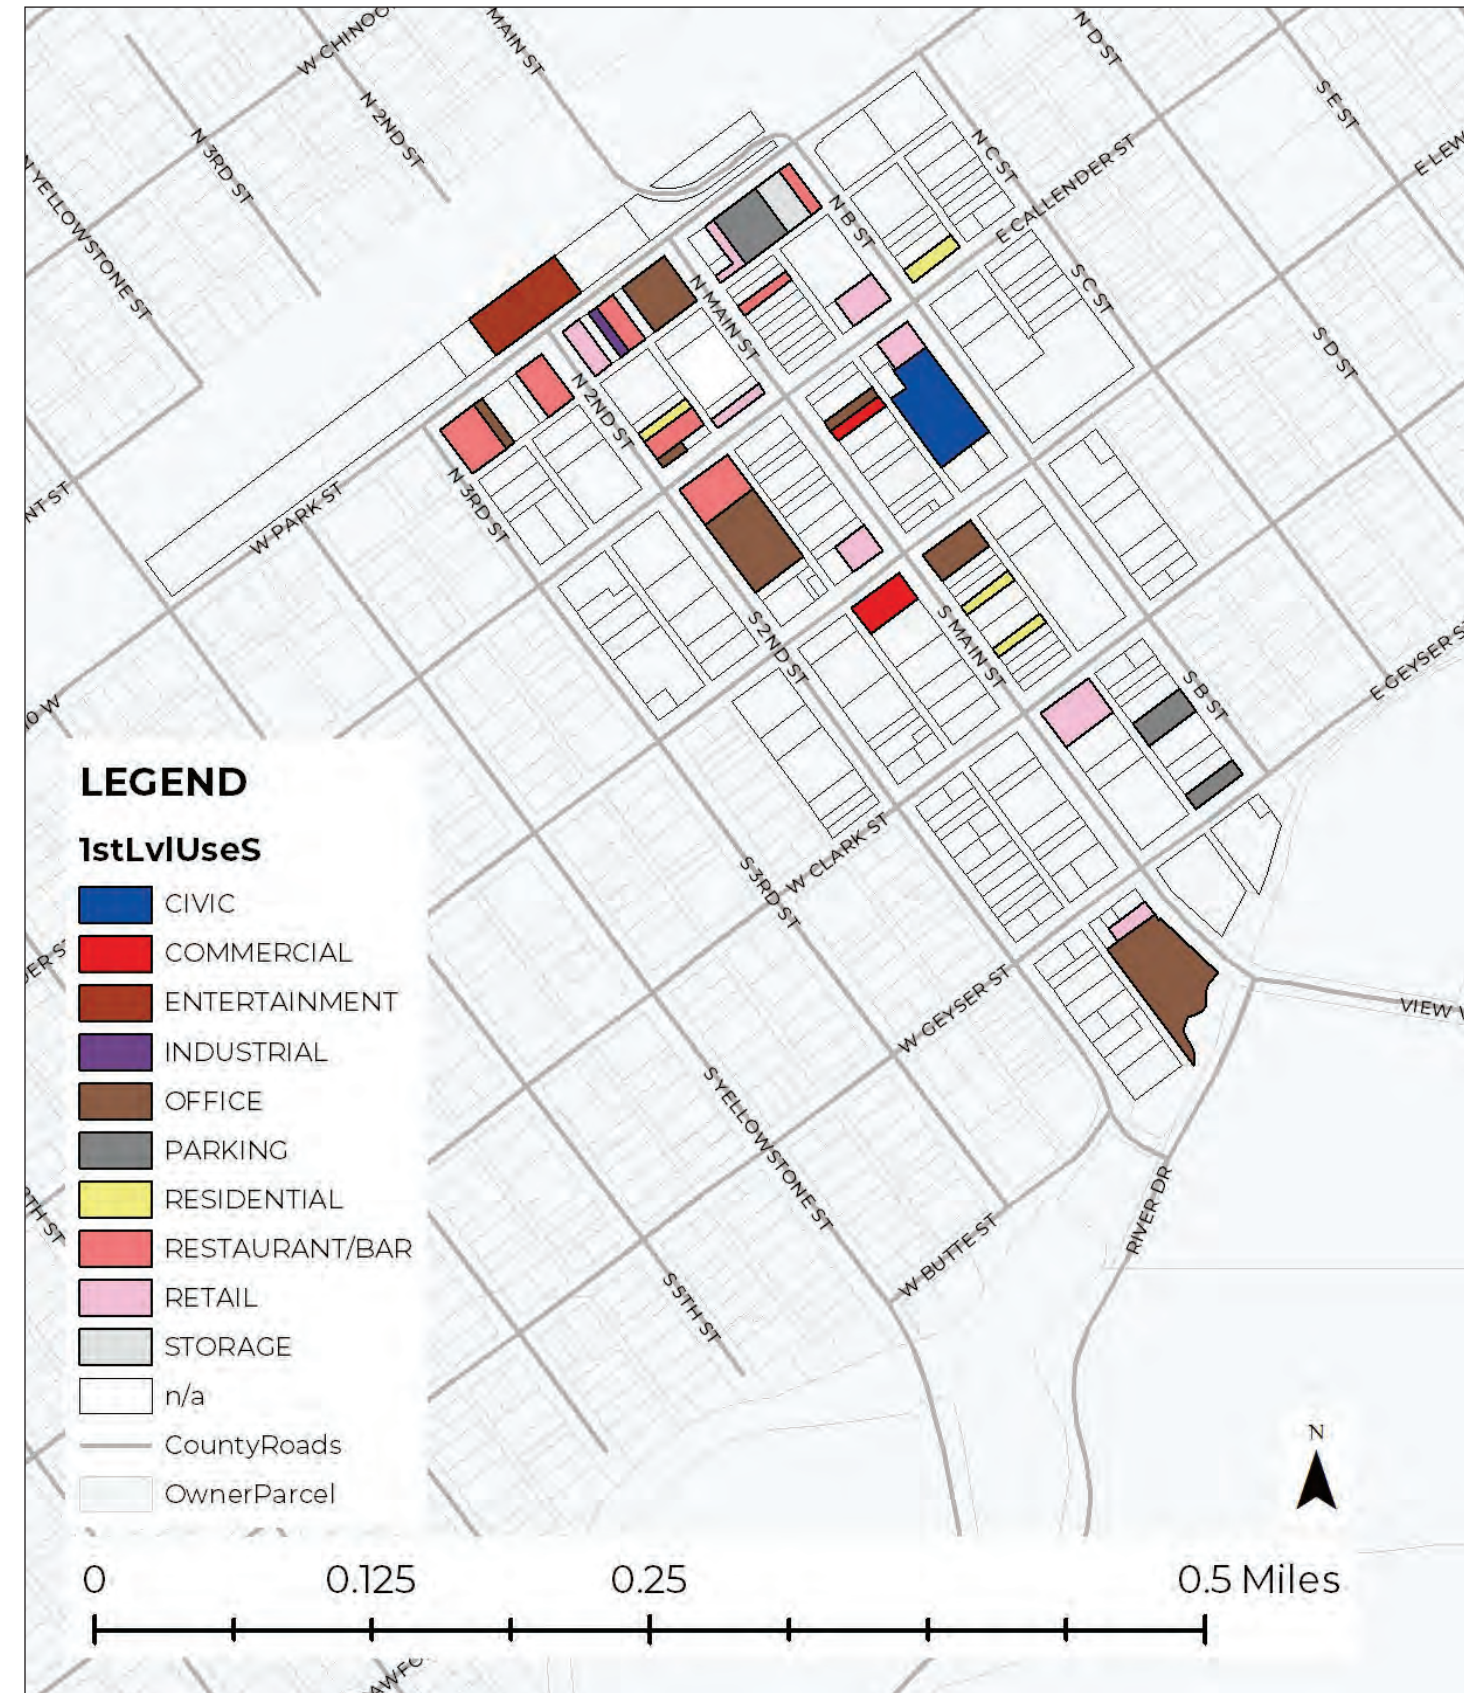 W CHINOO
MAIN ST
N D ST
S E ST
N 2ND ST
N 3RD ST
N C ST
E LEW
E CALLENDER ST
N YELLOWSTONE ST
N B ST
S C ST
N MAIN ST
S D ST
N 2ND ST
NT ST
W PARK ST
N 3RD ST
S 2ND ST
S MAIN ST
E GEYSER S
S B ST
LEGEND
1stLvlUseS
CIVIC
COMMERCIAL
ENTERTAINMENT
INDUSTRIAL
OFFICE
PARKING
RESIDENTIAL
RESTAURANT/BAR
RETAIL
STORAGE
n/a
CountyRoads
OwnerParcel
W CLARK ST
S 3RD ST
DER S
W GEYSER ST
VIEW V
S YELLOWSTONE ST
RIVER DR
W BUTTE ST
S 5TH ST
N
0 0.125 0.25 0.5 Miles
AWFO